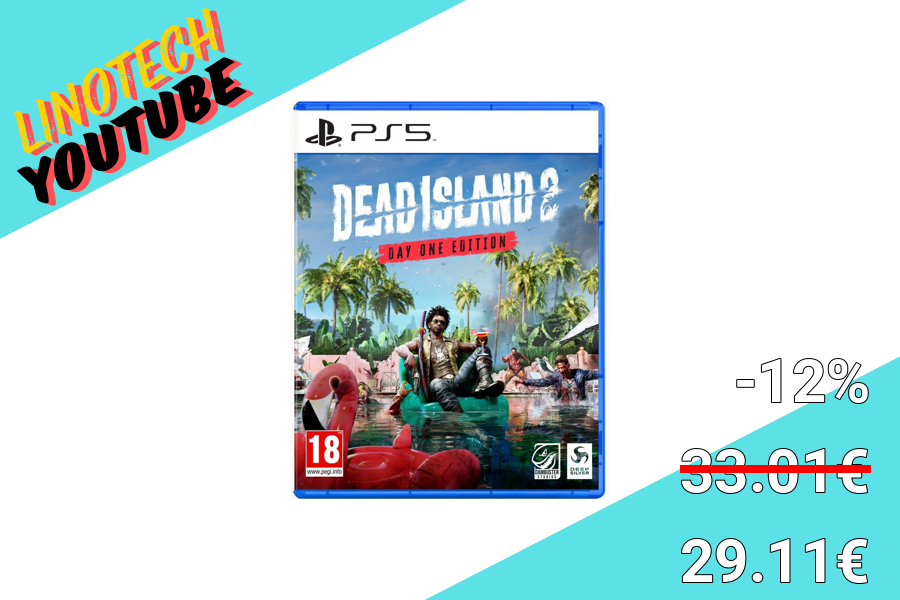 LINOTECH
YOUTUBE
PS5
DEAD ISLAND 2
DAY ONE EDITION
18
www.pegi.info
DAMBUSTER
STUDIOS
DEEP
SILVER
-12%
33.01€
29.11€